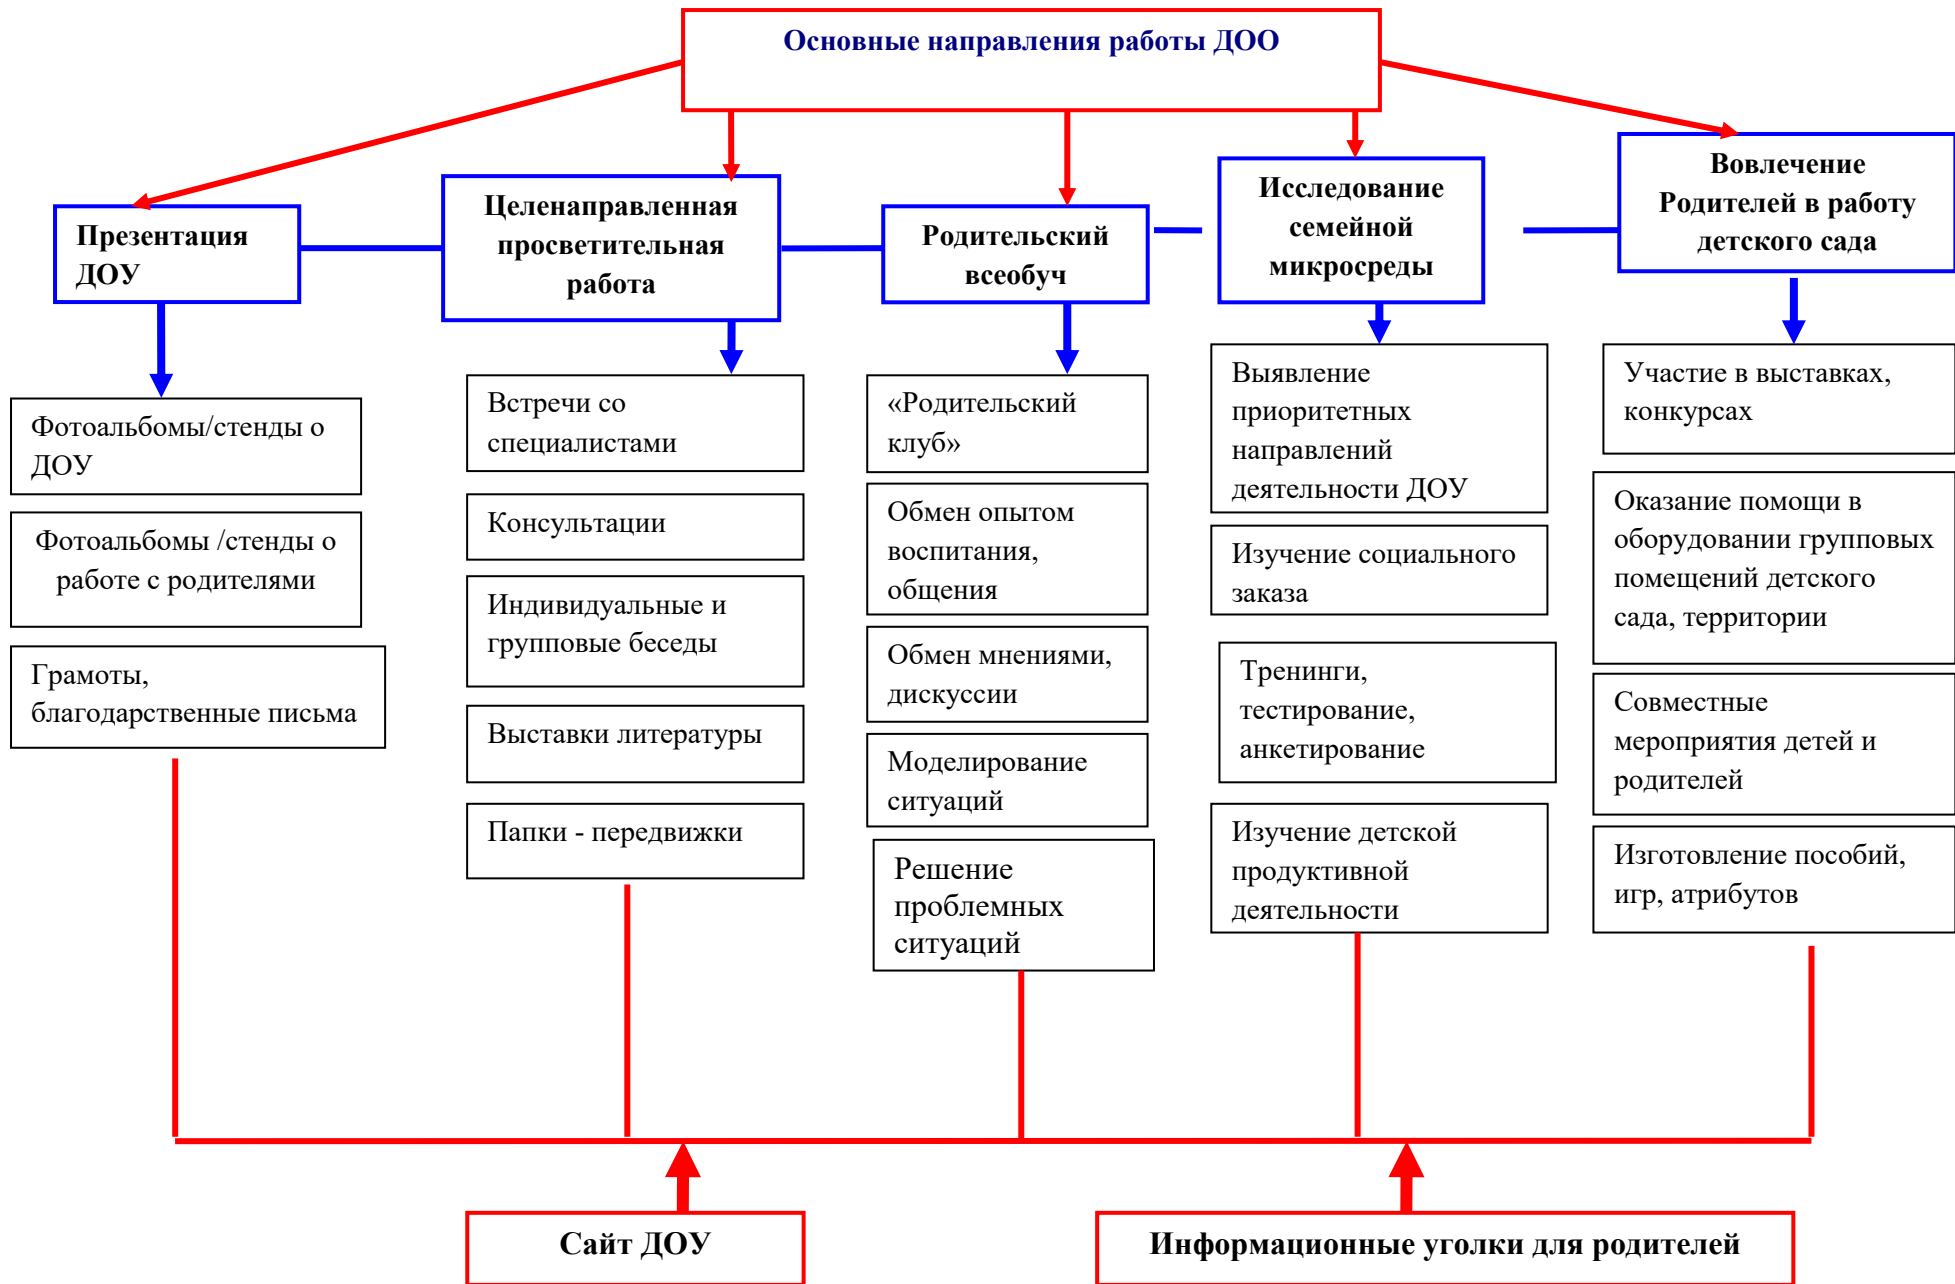 Основные направления работы ДОО
Презентация
ДОУ
Фотоальбомы/стенды о
ДОУ
Фотоальбомы /стенды о
работе с родителями
Грамоты,
благодарственные письма
Целенаправленная
просветительная
работа
Встречи со
специалистами
Консультации
Индивидуальные и
групповые беседы
Выставки литературы
Папки - передвижки
Родительский
всеобуч
«Родительский
клуб»
Обмен опытом
воспитания,
общения
Обмен мнениями,
дискуссии
Моделирование
ситуаций
Решение
проблемных
ситуаций
Исследование
семейной
микросреды
Выявление
приоритетных
направлений
деятельности ДОУ
Изучение социального
заказа
Тренинги,
тестирование,
анкетирование
Изучение детской
продуктивной
деятельности
Вовлечение
Родителей в работу
детского сада
Участие в выставках,
конкурсах
Оказание помощи в
оборудовании групповых
помещений детского
сада, территории
Совместные
мероприятия детей и
родителей
Изготовление пособий,
игр, атрибутов
Сайт ДОУ
Информационные уголки для родителей